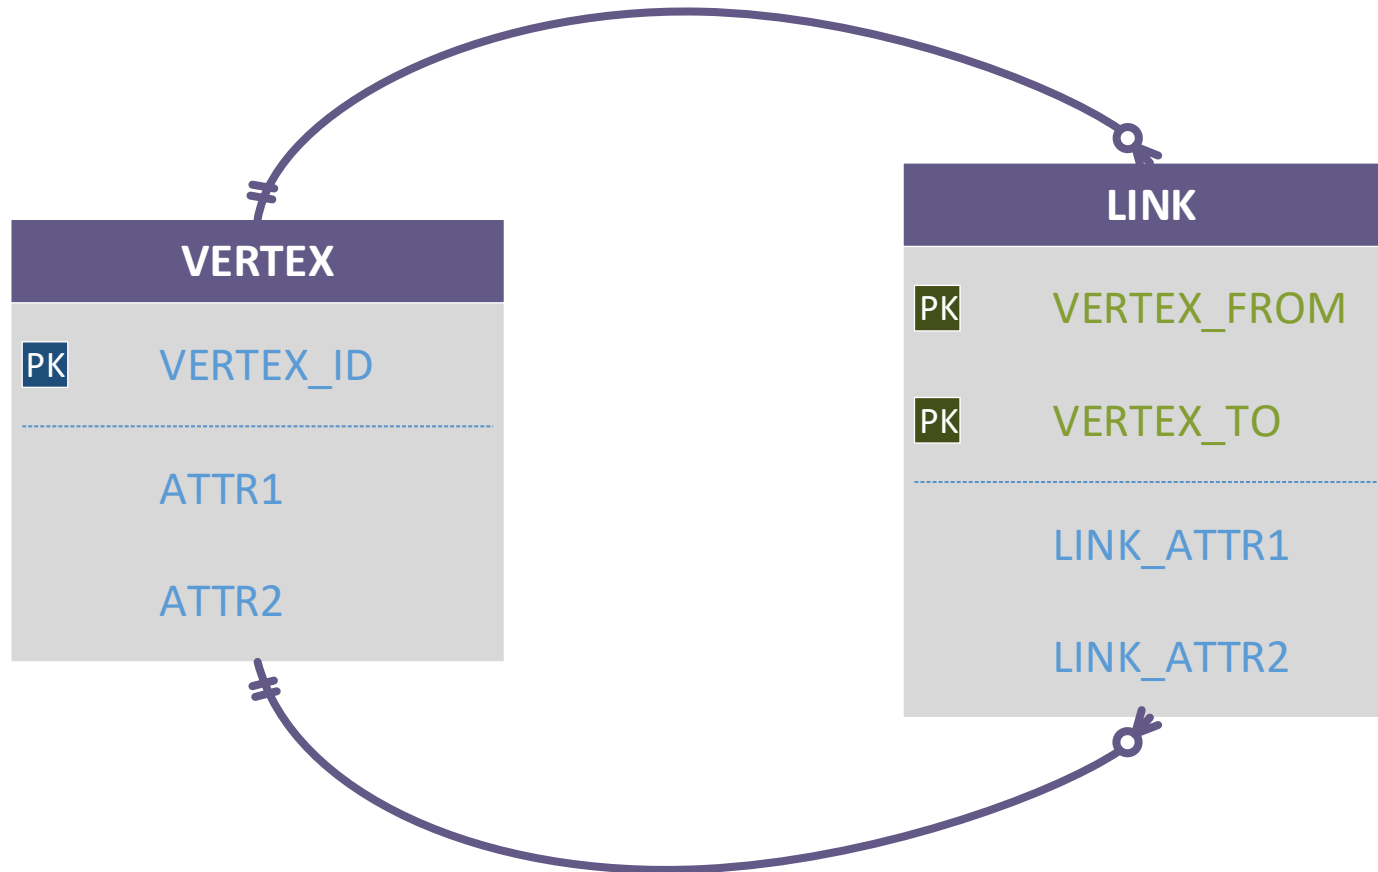 VERTEX
PK VERTEX_ID
ATTR1
ATTR2
LINK
PK VERTEX_FROM
PK VERTEX_TO
LINK_ATTR1
LINK_ATTR2